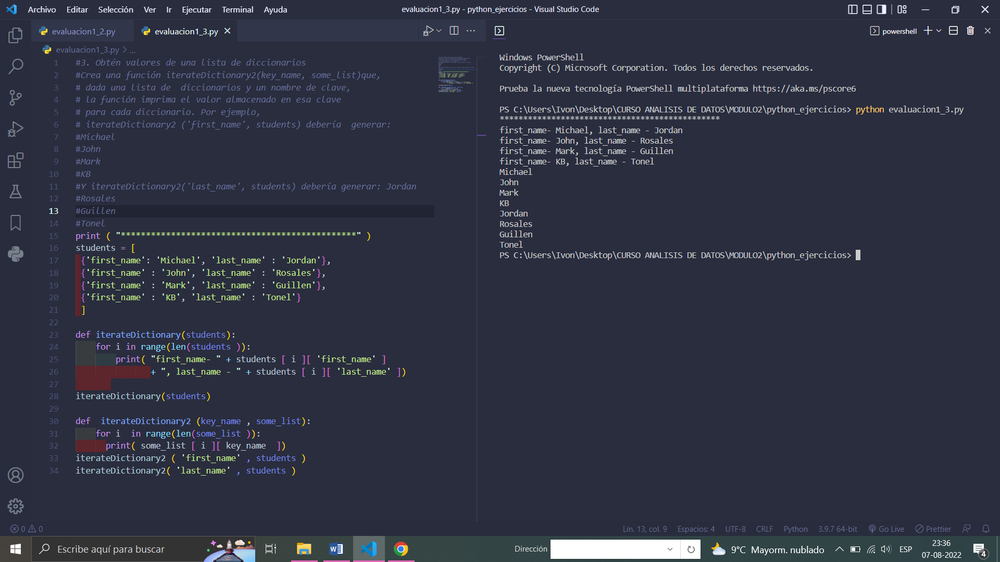 Archivo Editar Selección Ver Ir Ejecutar Terminal Ayuda
evaluacion1_3.py - python_ejercicios - Visual Studio Code
evaluacion1_2.py
evaluacion1_3.py
powershell
evaluacion1_3.py > ...
1 #3. Obtén valores de una lista de diccionarios
2 #Crea una función iterateDictionary2(key_name, some_list)que,
3 # dada una lista de  diccionarios y un nombre de clave,
4 # la función imprima el valor almacenado en esa clave
5 # para cada diccionario. Por ejemplo,
6 # iterateDictionary2 ('first_name', students) debería  generar:
7 #Michael
8 #John
9 #Mark
10 #KB
11 #Y iterateDictionary2('last_name', students) debería generar: Jordan
12 #Rosales
13 #Guillen
14 #Tonel
15 print ( "***********************************************" )
16 students = [
17  {'first_name': 'Michael', 'last_name' : 'Jordan'},
18  {'first_name' : 'John', 'last_name' : 'Rosales'},
19  {'first_name' : 'Mark', 'last_name' : 'Guillen'},
20  {'first_name' : 'KB', 'last_name' : 'Tonel'}
21  ]
22
23 def iterateDictionary(students):
24     for i in range(len(students )):
25         print( "first_name- " + students [ i ][ 'first_name' ]
26                + ", last_name - " + students [ i ][ 'last_name' ])
27
28 iterateDictionary(students)
29
30 def  iterateDictionary2 (key_name , some_list):
31     for i  in range(len(some_list )):
32       print( some_list [ i ][ key_name  ])
33 iterateDictionary2 ( 'first_name' , students )
34 iterateDictionary2( 'last_name' , students )
Windows PowerShell
Copyright (C) Microsoft Corporation. Todos los derechos reservados.
Prueba la nueva tecnología PowerShell multiplataforma https://aka.ms/pscore6
PS C:\Users\Ivon\Desktop\CURSO ANALISIS DE DATOS\MODULO2\python_ejercicios> python evaluacion1_3.py
***********************************************
first_name- Michael, last_name - Jordan
first_name- John, last_name - Rosales
first_name- Mark, last_name - Guillen
first_name- KB, last_name - Tonel
Michael
John
Mark
KB
Jordan
Rosales
Guillen
Tonel
PS C:\Users\Ivon\Desktop\CURSO ANALISIS DE DATOS\MODULO2\python_ejercicios>
0 0
Lín. 13, col. 9 Espacios: 4 UTF-8 CRLF Python 3.9.7 64-bit Go Live Prettier
Escribe aquí para buscar
Dirección
9°C Mayorm. nublado
ESP
23:36
07-08-2022
4